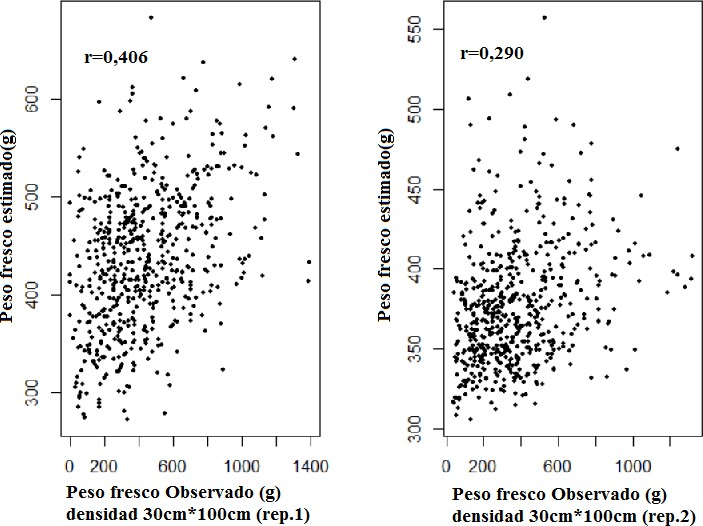 r=0,406
Peso fresco estimado(g)
600
500
400
300
0 200 600 1000 1400
Peso fresco Observado (g)
densidad 30cm*100cm (rep.1)
r=0,290
Peso fresco estimado(g)
550
500
450
400
350
300
0 200 600 1000
Peso fresco Observado (g)
densidad 30cm*100cm (rep.2)